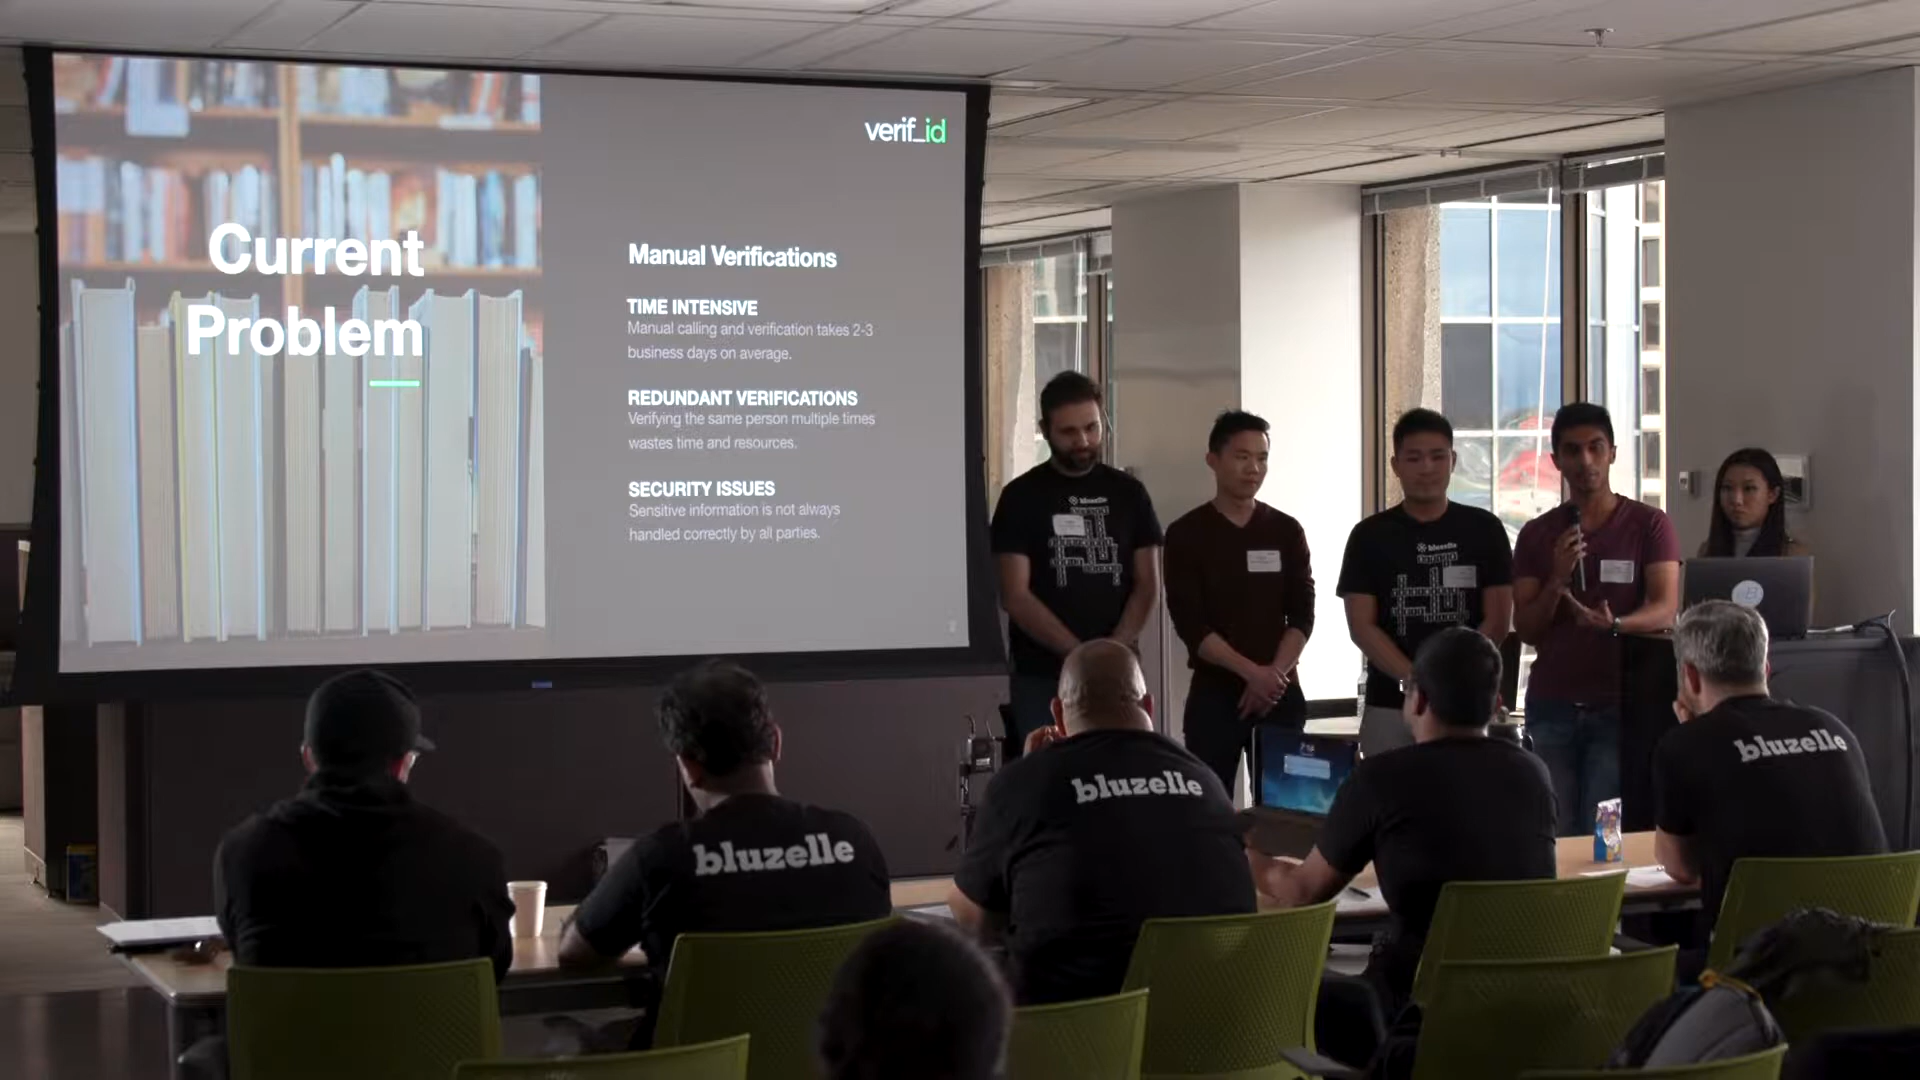 verif_id
Current
Problem
Manual Verifications
TIME INTENSIVE
Manual calling and verification takes 2-3
business days on average.
REDUNDANT VERIFICATIONS
Verifying the same person multiple times
wastes time and resources.
SECURITY ISSUES
Sensitive information is not always
handled correctly by all parties.
bluzelle
bluzelle
bluzelle
bluzelle
bluzelle